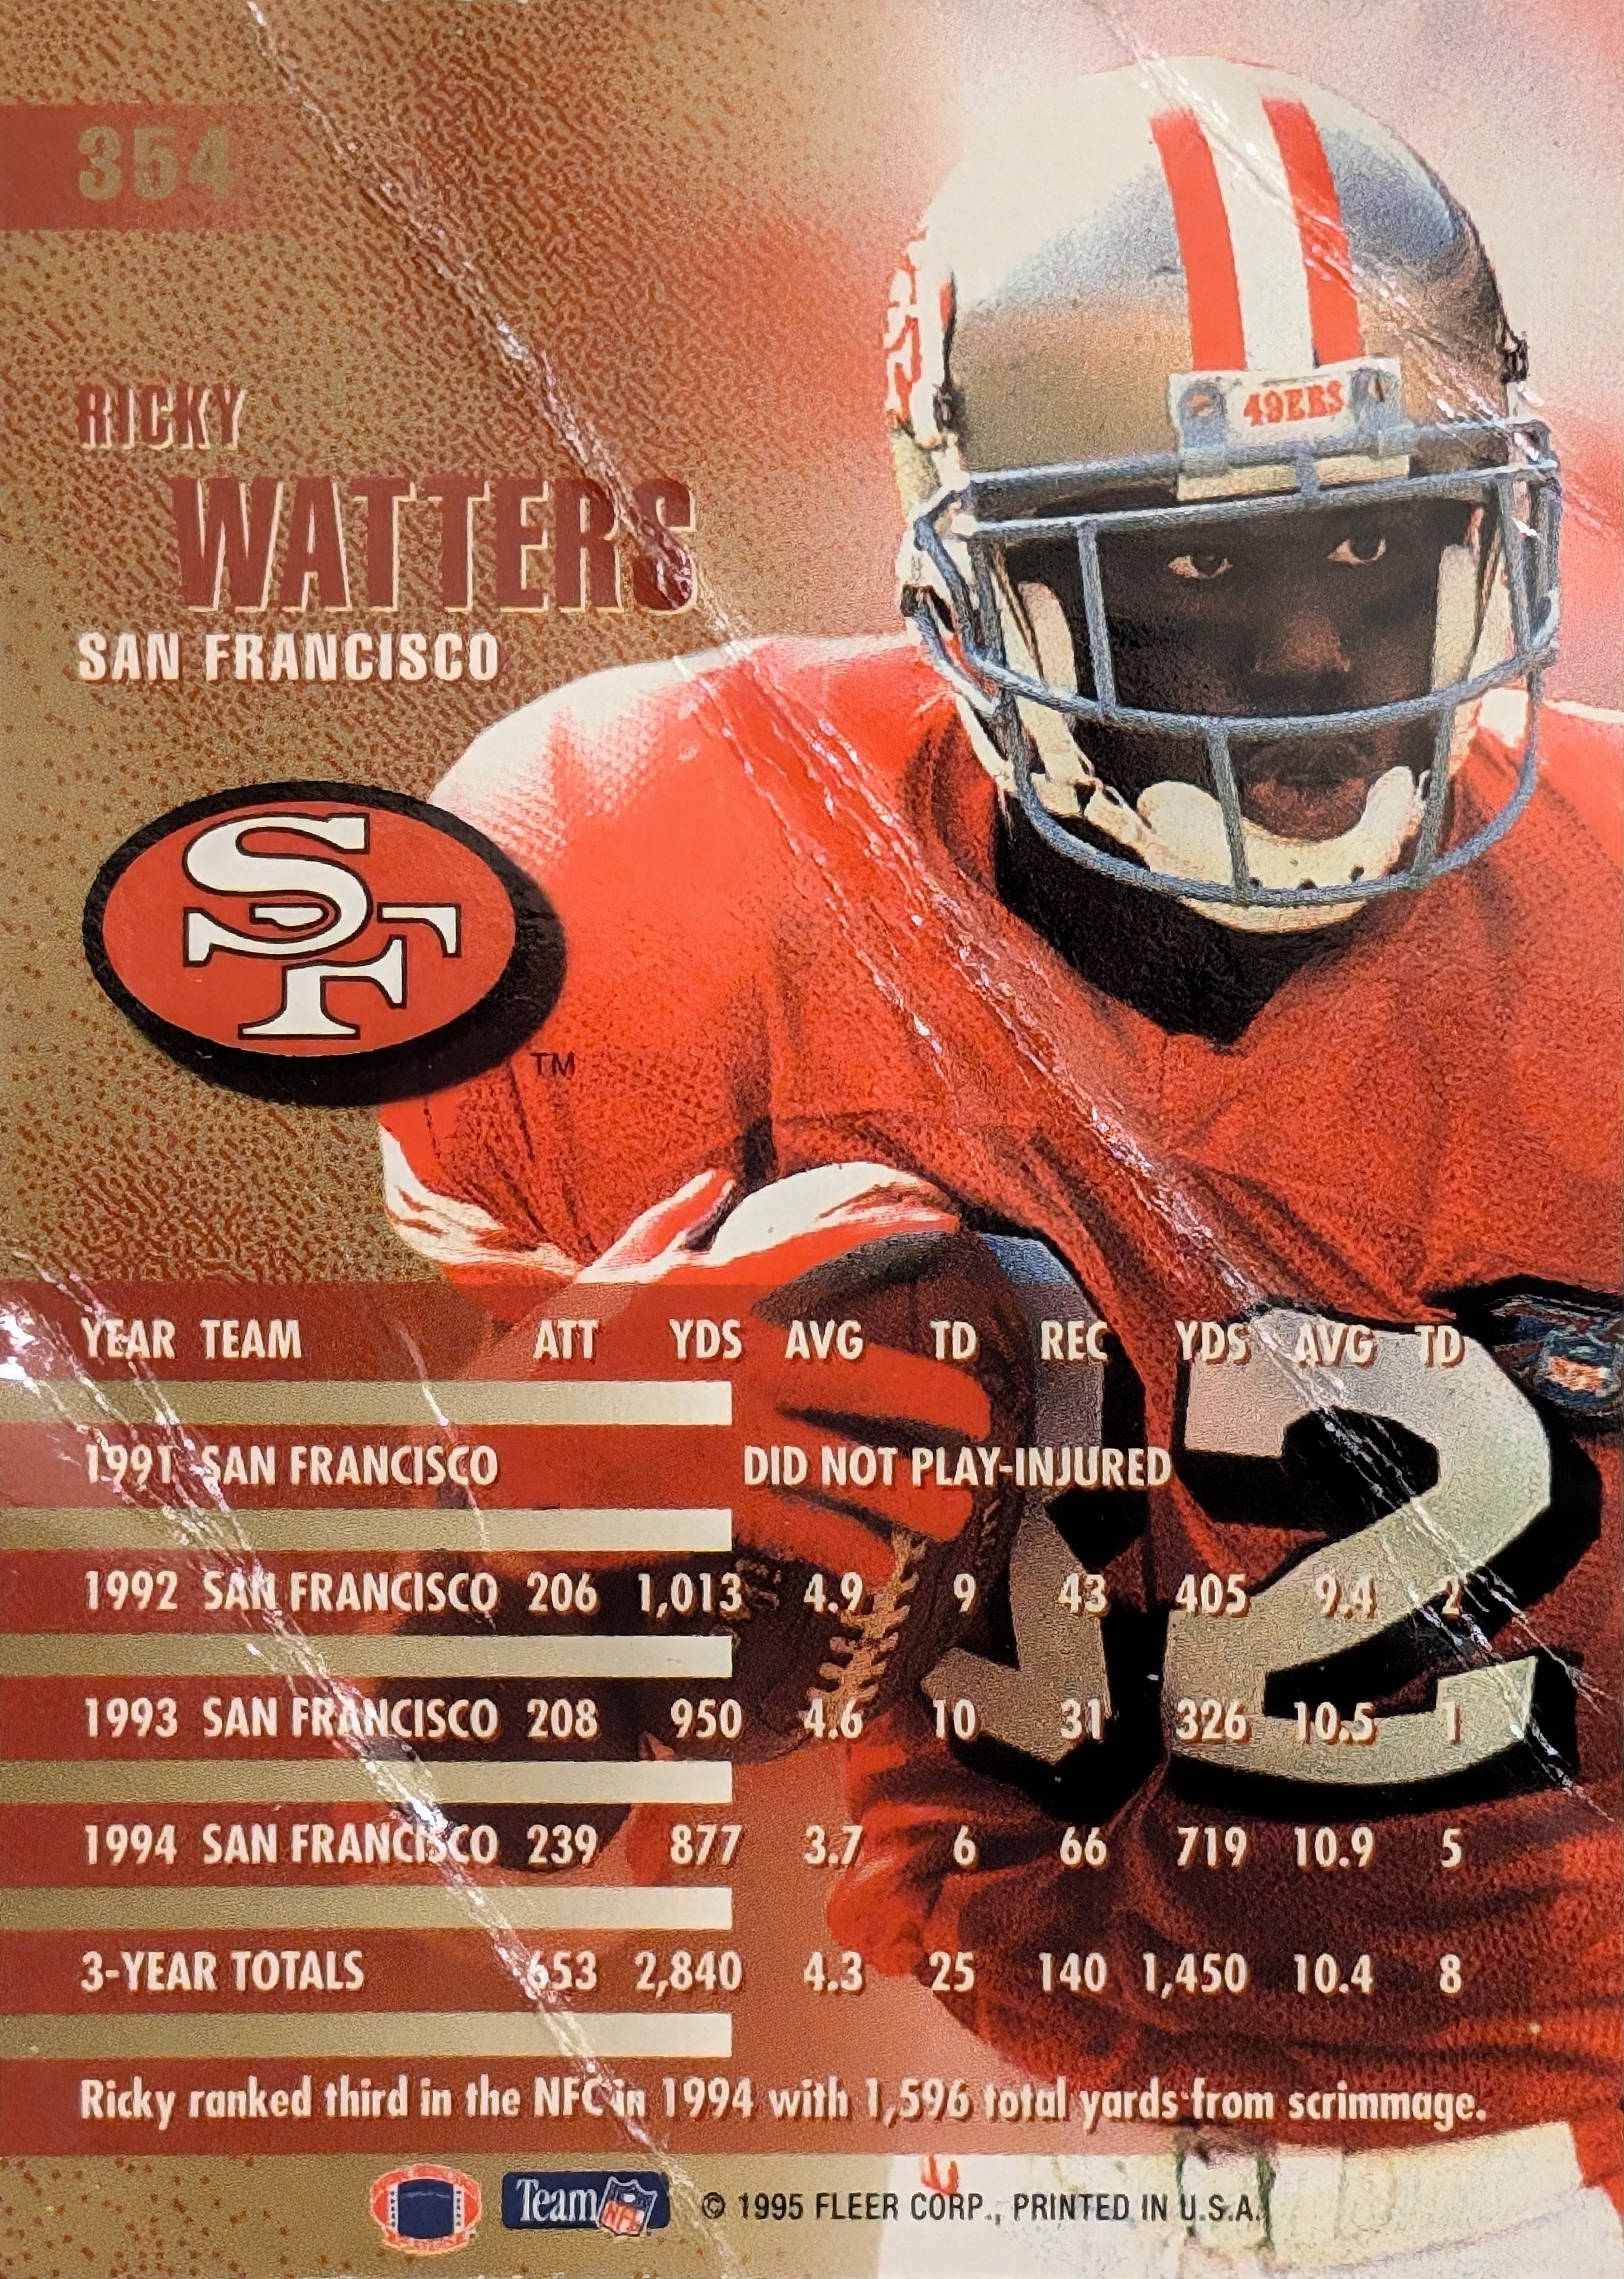 354
49ERS
RICKY
WATTERS
SAN FRANCISCO
SF
TM
32
YEAR TEAM ATT YDS AVG TD REC YDS AVG TD
1991 SAN FRANCISCO DID NOT PLAY-INJURED
1992 SAN FRANCISCO 206 1,013 4.9 9 43 405 9.4 2
1993 SAN FRANCISCO 208 950 4.6 10 31 326 10.5 1
1994 SAN FRANCISCO 239 877 3.7 6 66 719 10.9 5
3-YEAR TOTALS 653 2,840 4.3 25 140 1,450 10.4 8
Ricky ranked third in the NFC in 1994 with 1,596 total yards from scrimmage.
Team NFL © 1995 FLEER CORP., PRINTED IN U.S.A.